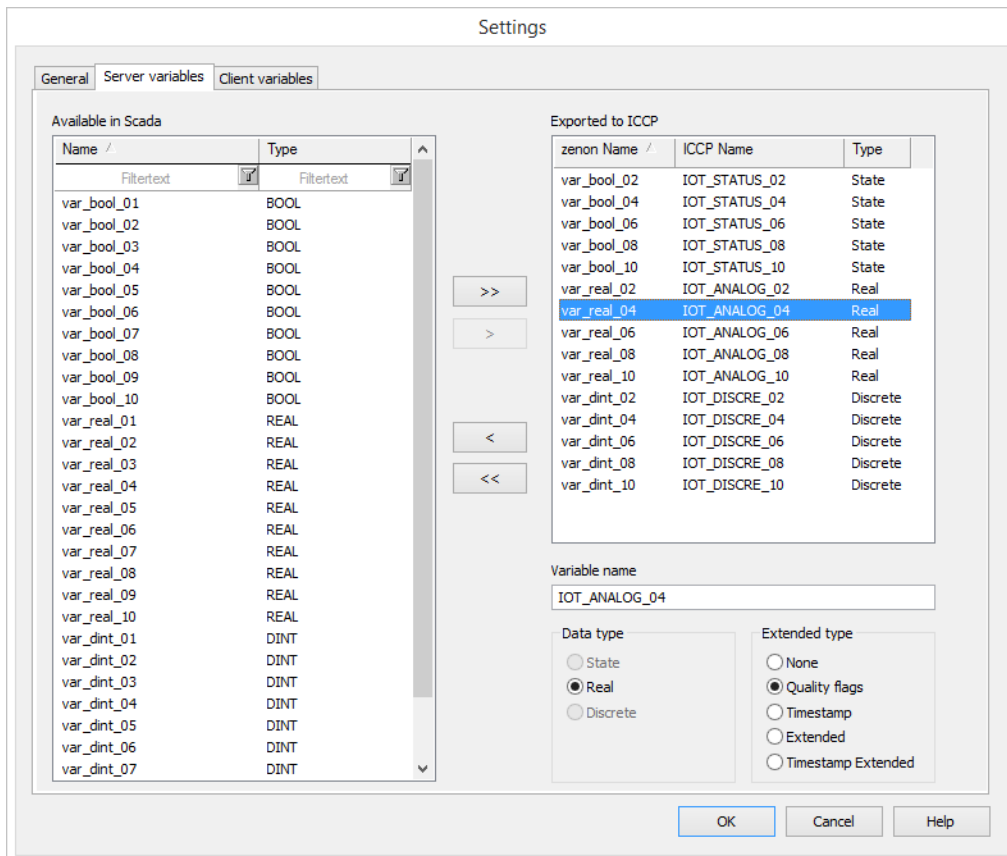 Settings
General Server variables Client variables
Available in Scada
Name Type
Filtertext Filtertext
var_bool_01 BOOL
var_bool_02 BOOL
var_bool_03 BOOL
var_bool_04 BOOL
var_bool_05 BOOL
var_bool_06 BOOL
var_bool_07 BOOL
var_bool_08 BOOL
var_bool_09 BOOL
var_bool_10 BOOL
var_real_01 REAL
var_real_02 REAL
var_real_03 REAL
var_real_04 REAL
var_real_05 REAL
var_real_06 REAL
var_real_07 REAL
var_real_08 REAL
var_real_09 REAL
var_real_10 REAL
var_dint_01 DINT
var_dint_02 DINT
var_dint_03 DINT
var_dint_04 DINT
var_dint_05 DINT
var_dint_06 DINT
var_dint_07 DINT
>>
>
<
<<
Exported to ICCP
zenon Name ICCP Name Type
var_bool_02 IOT_STATUS_02 State
var_bool_04 IOT_STATUS_04 State
var_bool_06 IOT_STATUS_06 State
var_bool_08 IOT_STATUS_08 State
var_bool_10 IOT_STATUS_10 State
var_real_02 IOT_ANALOG_02 Real
var_real_04 IOT_ANALOG_04 Real
var_real_06 IOT_ANALOG_06 Real
var_real_08 IOT_ANALOG_08 Real
var_real_10 IOT_ANALOG_10 Real
var_dint_02 IOT_DISCRE_02 Discrete
var_dint_04 IOT_DISCRE_04 Discrete
var_dint_06 IOT_DISCRE_06 Discrete
var_dint_08 IOT_DISCRE_08 Discrete
var_dint_10 IOT_DISCRE_10 Discrete
Variable name
IOT_ANALOG_04
Data type
State
Real
Discrete
Extended type
None
Quality flags
Timestamp
Extended
Timestamp Extended
OK Cancel Help